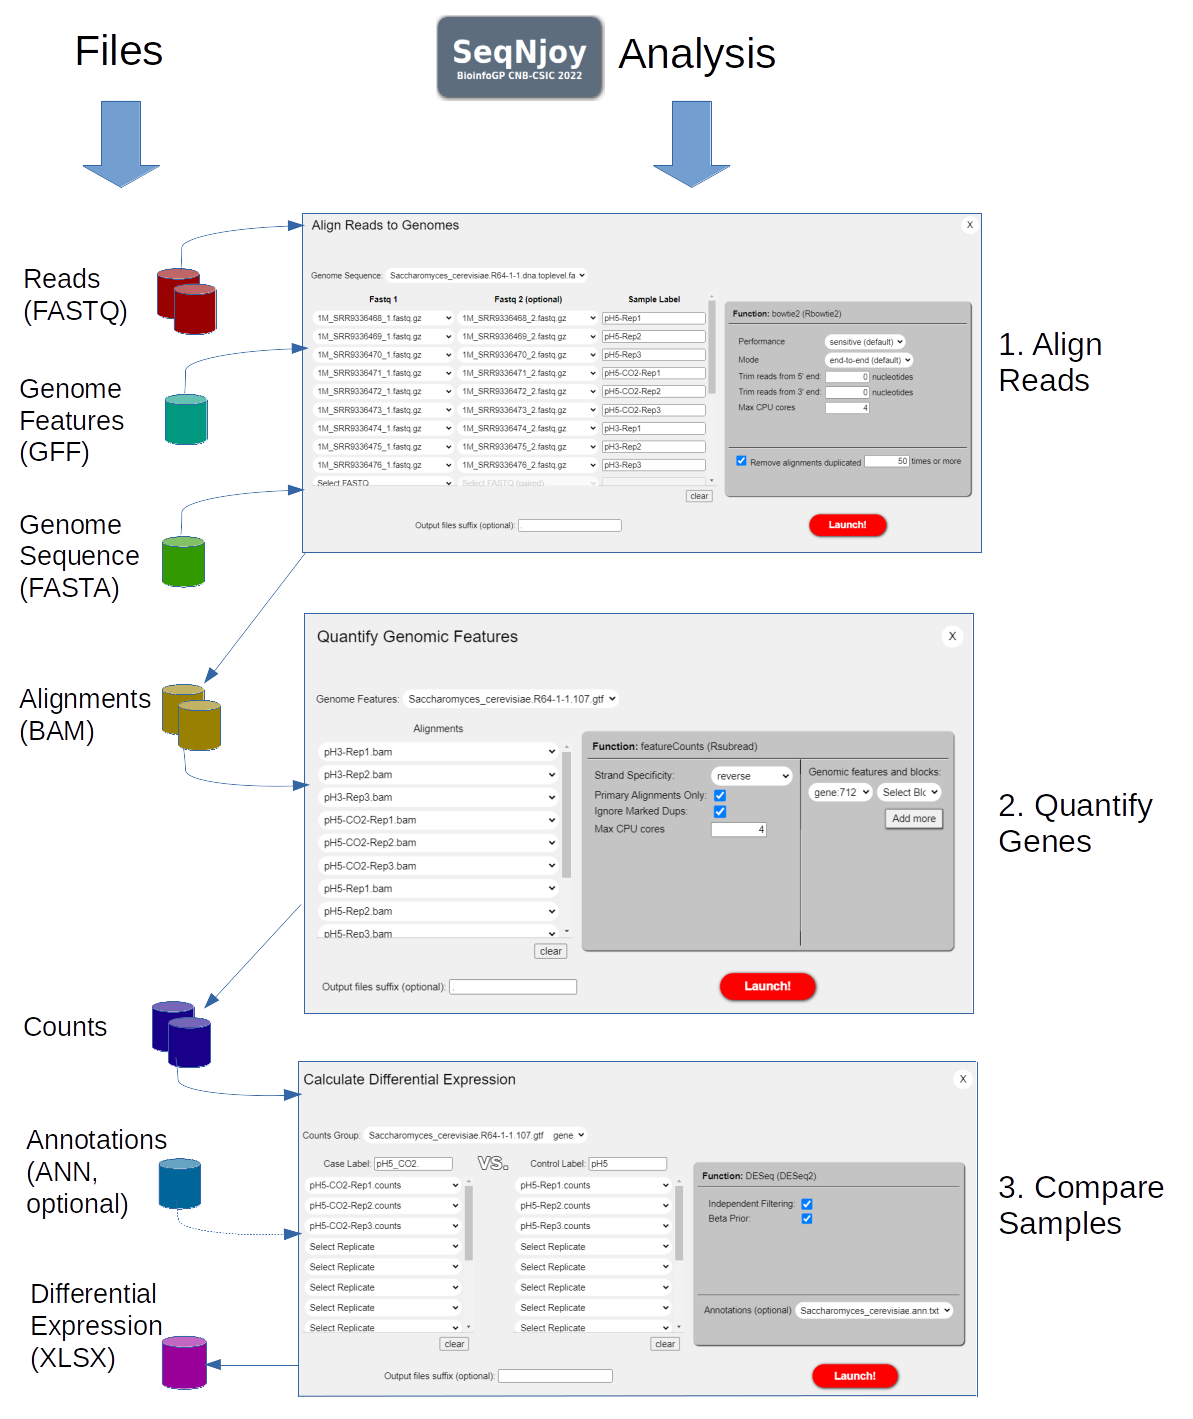 Files
SeqNjoy
BioinfoGP CNB-CSIC 2022
Analysis
Reads
(FASTQ)
Genome
Features
(GFF)
Genome
Sequence
(FASTA)
Alignments
(BAM)
Counts
Annotations
(ANN,
optional)
Differential
Expression
(XLSX)
Align Reads to Genomes
X
Genome Sequence: Saccharomyces_cerevisiae.R64-1-1.dna.toplevel.fa
Fastq 1 Fastq 2 (optional) Sample Label
1M_SRR9336468_1.fastq.gz 1M_SRR9336468_2.fastq.gz pH5-Rep1
1M_SRR9336469_1.fastq.gz 1M_SRR9336469_2.fastq.gz pH5-Rep2
1M_SRR9336470_1.fastq.gz 1M_SRR9336470_2.fastq.gz pH5-Rep3
1M_SRR9336471_1.fastq.gz 1M_SRR9336471_2.fastq.gz pH5-CO2-Rep1
1M_SRR9336472_1.fastq.gz 1M_SRR9336472_2.fastq.gz pH5-CO2-Rep2
1M_SRR9336473_1.fastq.gz 1M_SRR9336473_2.fastq.gz pH5-CO2-Rep3
1M_SRR9336474_1.fastq.gz 1M_SRR9336474_2.fastq.gz pH3-Rep1
1M_SRR9336475_1.fastq.gz 1M_SRR9336475_2.fastq.gz pH3-Rep2
1M_SRR9336476_1.fastq.gz 1M_SRR9336476_2.fastq.gz pH3-Rep3
Select FASTQ Select FASTQ (paired)
clear
Output files suffix (optional):
Function: bowtie2 (Rbowtie2)
Performance sensitive (default)
Mode end-to-end (default)
Trim reads from 5' end: 0 nucleotides
Trim reads from 3' end: 0 nucleotides
Max CPU cores 4
Remove alignments duplicated 50 times or more
Launch!
1. Align
Reads
Quantify Genomic Features
X
Genome Features: Saccharomyces_cerevisiae.R64-1-1.107.gtf
Alignments
pH3-Rep1.bam
pH3-Rep2.bam
pH3-Rep3.bam
pH5-CO2-Rep1.bam
pH5-CO2-Rep2.bam
pH5-CO2-Rep3.bam
pH5-Rep1.bam
pH5-Rep2.bam
pH5-Rep3.bam
clear
Output files suffix (optional): .
Function: featureCounts (Rsubread)
Strand Specificity: reverse
Primary Alignments Only:
Ignore Marked Dups:
Max CPU cores 4
Genomic features and blocks:
gene:712 Select Blc
Add more
Launch!
2. Quantify
Genes
Calculate Differential Expression
X
Counts Group: Saccharomyces_cerevisiae.R64-1-1.107.gtf gene
Case Label: pH5_CO2. VS. Control Label: pH5
pH5-CO2-Rep1.counts pH5-Rep1.counts
pH5-CO2-Rep2.counts pH5-Rep2.counts
pH5-CO2-Rep3.counts pH5-Rep3.counts
Select Replicate Select Replicate
Select Replicate Select Replicate
Select Replicate Select Replicate
Select Replicate Select Replicate
Select Replicate Select Replicate
clear clear
Output files suffix (optional):
Function: DESeq (DESeq2)
Independent Filtering:
Beta Prior:
Annotations (optional) Saccharomyces_cerevisiae.ann.txt
Launch!
3. Compare
Samples